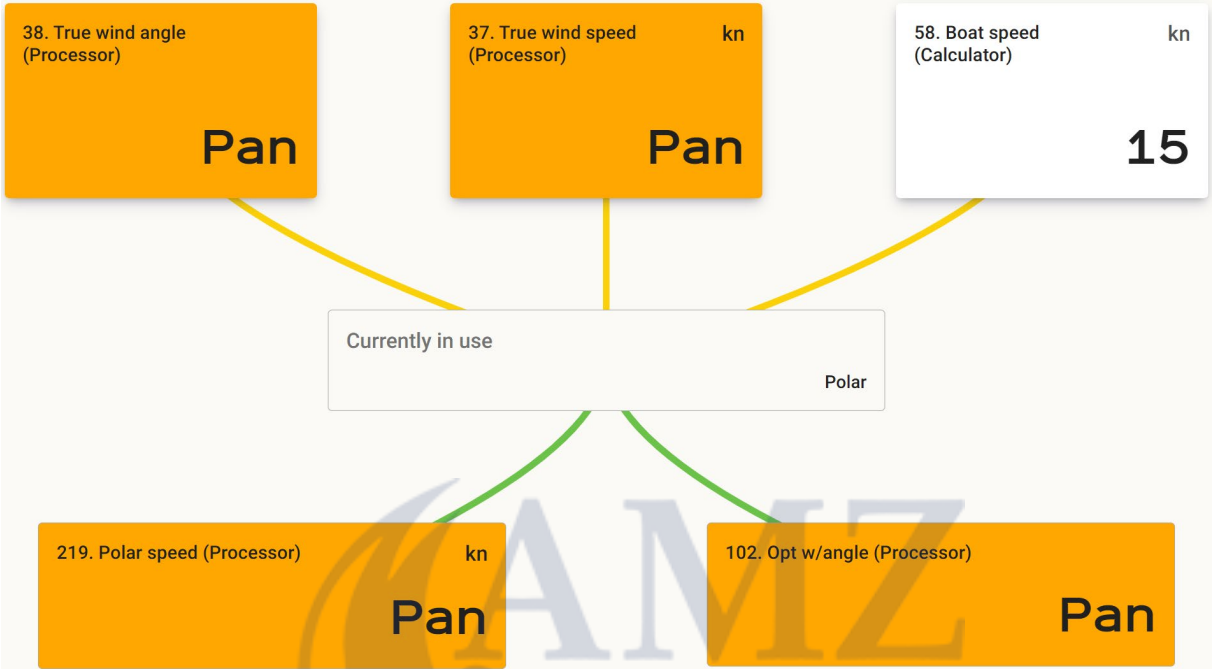 38. True wind angle
(Processor)
Pan
37. True wind speed kn
(Processor)
Pan
58. Boat speed kn
(Calculator)
15
Currently in use
Polar
219. Polar speed (Processor) kn
Pan
102. Opt w/angle (Processor)
Pan
AMZ